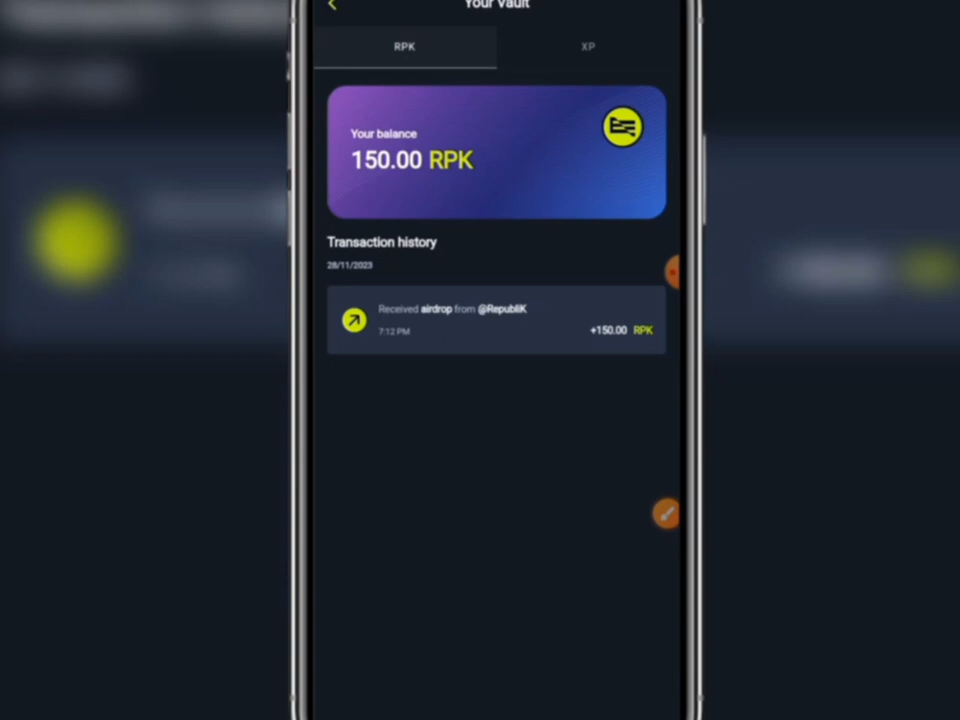 Your Vault
RPK
XP
Your balance
150.00 RPK
Transaction history
28/11/2023
Received airdrop from @RepubliK
7:12 PM
+150.00 RPK